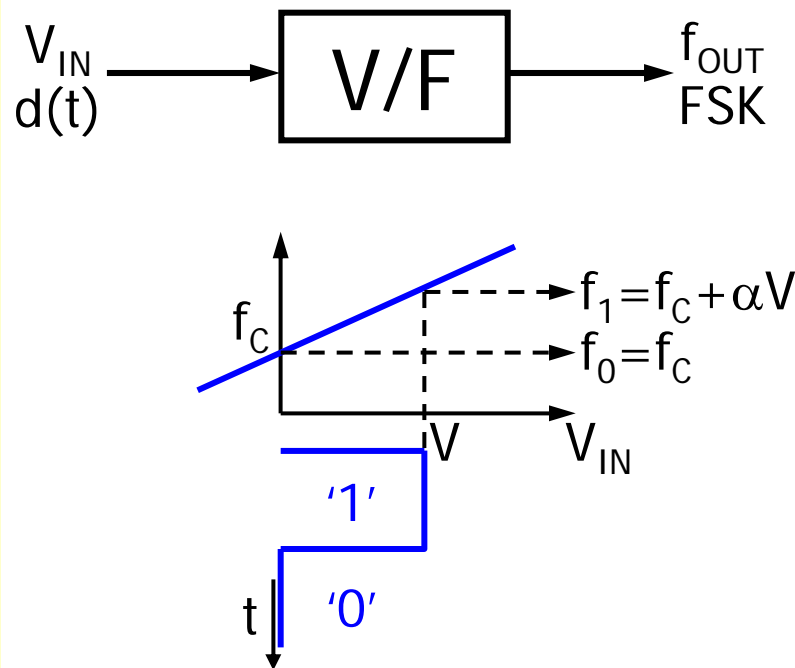 V_IN V/F f_OUT
d(t) FSK
f_1=f_C+αV
f_C
f_0=f_C
V V_IN
‘1’
t ‘0’